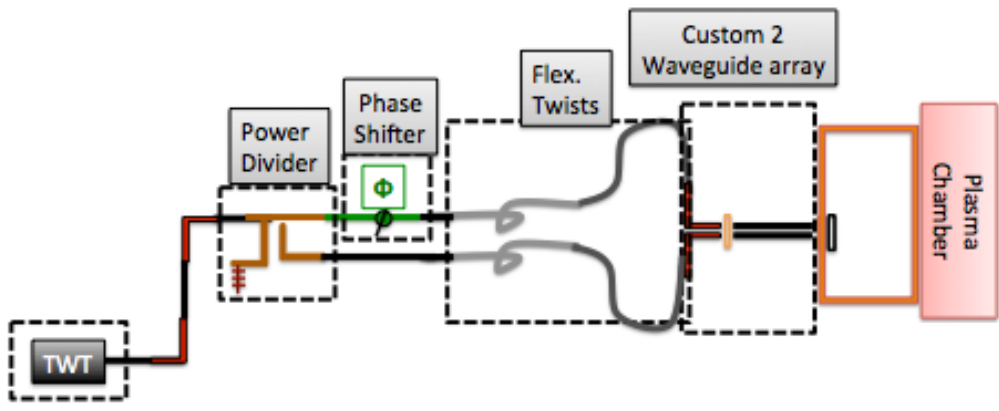 Custom 2
Waveguide array
Flex.
Twists
Phase
Shifter
Power
Divider
Φ
Plasma
Chamber
TWT